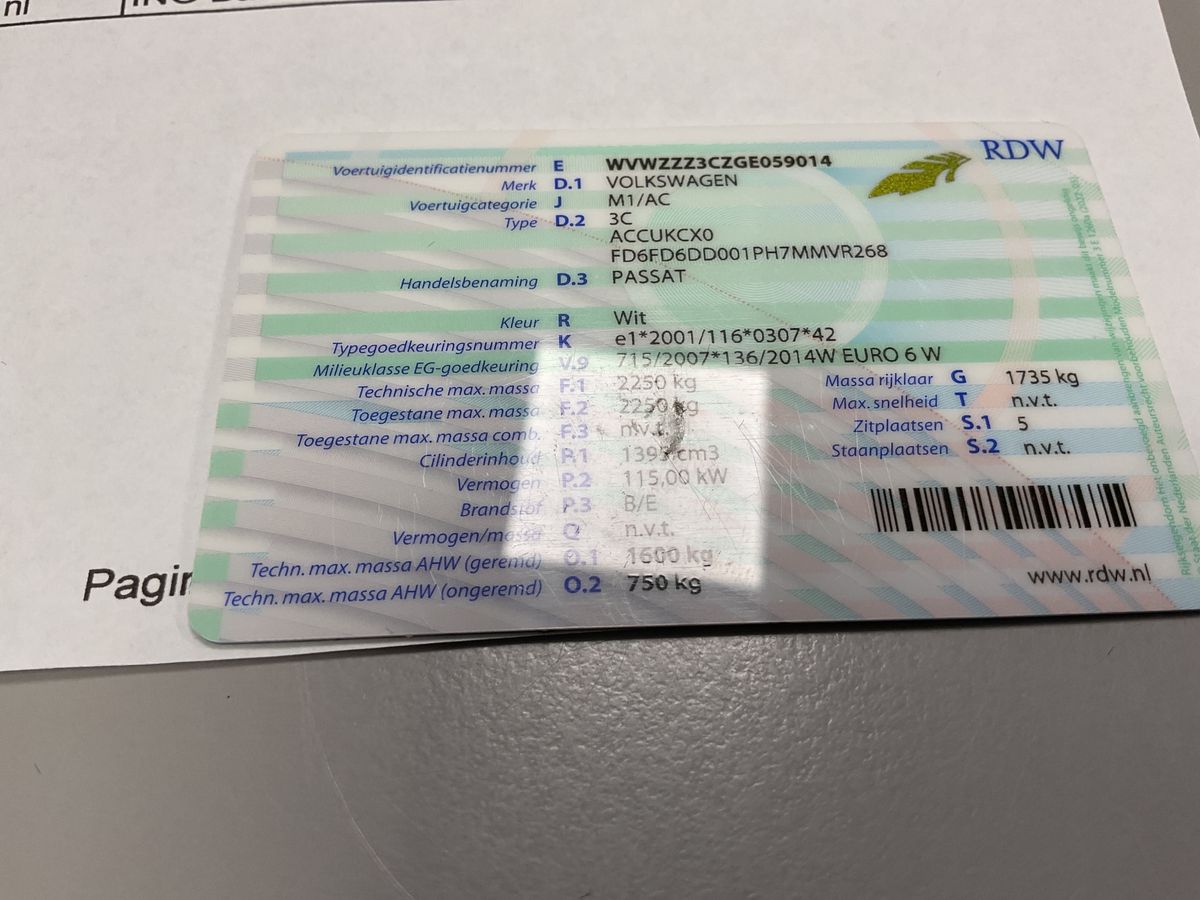 nl
RDW
Voertuigidentificatienummer E WVWZZZ3CZGE059014
Merk D.1 VOLKSWAGEN
Voertuigcategorie J M1/AC
Type D.2 3C
ACCUKCX0
FD6FD6DD001PH7MMVR268
Handelsbenaming D.3 PASSAT
Kleur R Wit
Typegoedkeuringsnummer K e1*2001/116*0307*42
Milieuklasse EG-goedkeuring V.9 715/2007*136/2014W EURO 6 W
Technische max. massa F.1 2250 kg
Toegestane max. massa F.2 2250 kg
Toegestane max. massa comb. F.3 n.v.t.
Cilinderinhoud P.1 1395 cm3
Vermogen P.2 115,00 kW
Brandstof P.3 B/E
Vermogen/massa Q n.v.t.
Techn. max. massa AHW (geremd) O.1 1600 kg
Techn. max. massa AHW (ongeremd) O.2 750 kg
Massa rijklaar G 1735 kg
Max. snelheid T n.v.t.
Zitplaatsen S.1 5
Staanplaatsen S.2 n.v.t.
www.rdw.nl
Pagin